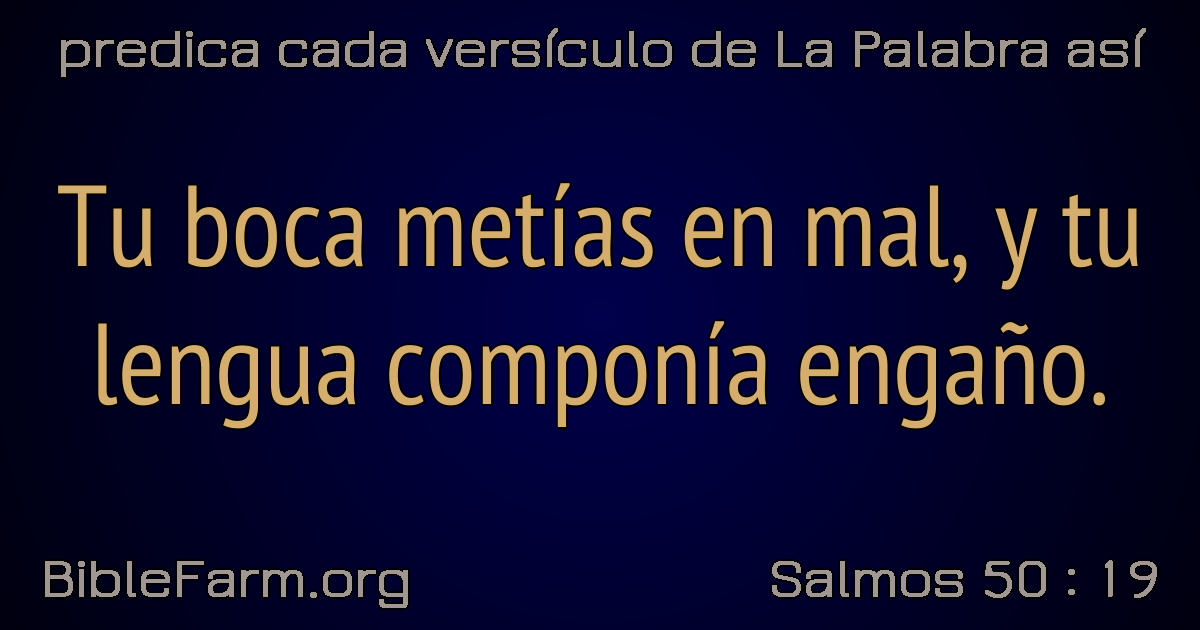 predica cada versículo de La Palabra así
Tu boca metías en mal, y tu
lengua componía engaño.
BibleFarm.org
Salmos 50 : 19